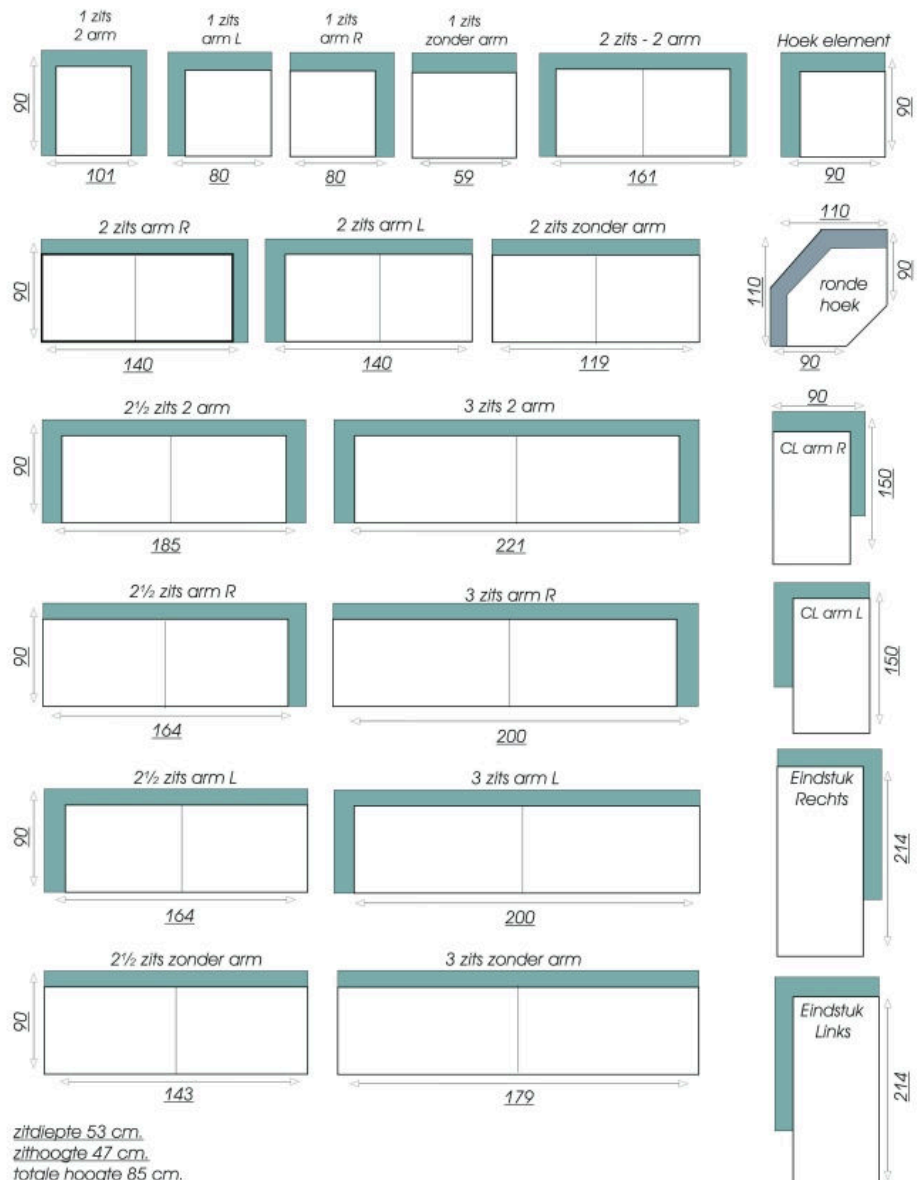 1 zits
2 arm
1 zits
arm L
1 zits
arm R
1 zits
zonder arm
2 zits - 2 arm
Hoek element
90
90
101
80
80
59
161
90
2 zits arm R
2 zits arm L
2 zits zonder arm
110
90
110
90
ronde
hoek
140
140
119
90
2½ zits 2 arm
3 zits 2 arm
90
CL arm R
90
150
185
221
2½ zits arm R
3 zits arm R
CL arm L
90
150
164
200
2½ zits arm L
3 zits arm L
Eindstuk
Rechts
90
214
164
200
2½ zits zonder arm
3 zits zonder arm
Eindstuk
Links
90
214
143
179
zitdiepte 53 cm.
zithoogte 47 cm.
totale hoogte 85 cm.